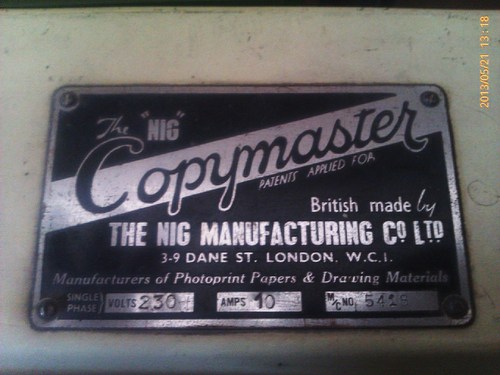 The "NIG"
Copymaster
PATENTS APPLIED FOR
British made by
THE NIG MANUFACTURING CO LTD
3-9 DANE ST. LONDON, W.C.1.
Manufacturers of Photoprint Papers & Drawing Materials
SINGLE PHASE VOLTS 230 AMPS 10 M/C NO. 5428
2013/05/21 13:18